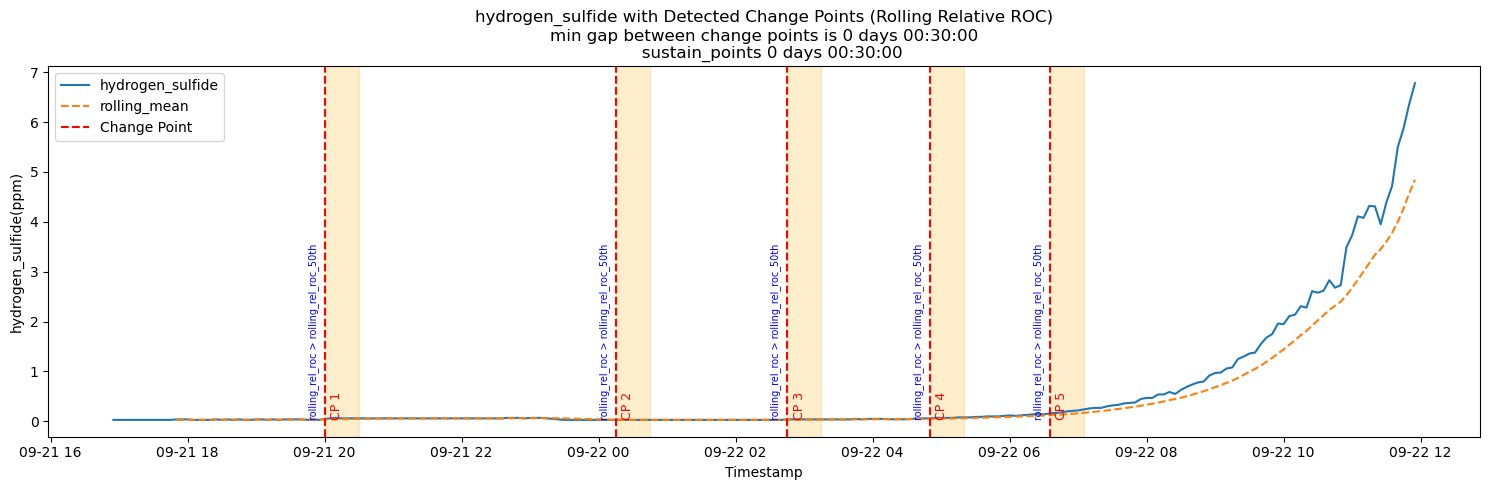 hydrogen_sulfide with Detected Change Points (Rolling Relative ROC)
min gap between change points is 0 days 00:30:00
sustain_points 0 days 00:30:00
hydrogen_sulfide
rolling_mean
Change Point
hydrogen_sulfide(ppm)
7
6
5
4
3
2
1
0
rolling_rel_roc > rolling_rel_roc_50th
CP 1
rolling_rel_roc > rolling_rel_roc_50th
CP 2
rolling_rel_roc > rolling_rel_roc_50th
CP 3
rolling_rel_roc > rolling_rel_roc_50th
CP 4
rolling_rel_roc > rolling_rel_roc_50th
CP 5
09-21 16
09-21 18
09-21 20
09-21 22
09-22 00
09-22 02
09-22 04
09-22 06
09-22 08
09-22 10
09-22 12
Timestamp